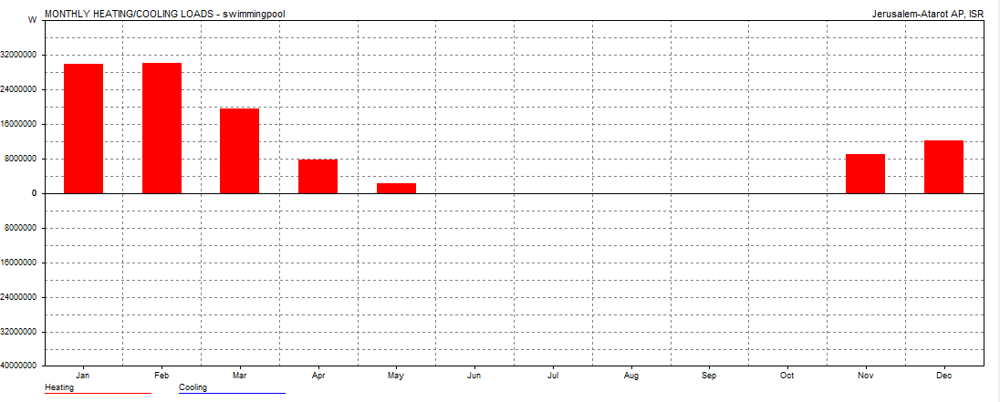 MONTHLY HEATING/COOLING LOADS - swimmingpool Jerusalem-Atarot AP, ISR
W
32000000
24000000
16000000
8000000
0
8000000
16000000
24000000
32000000
40000000
Jan Feb Mar Apr May Jun Jul Aug Sep Oct Nov Dec
Heating Cooling